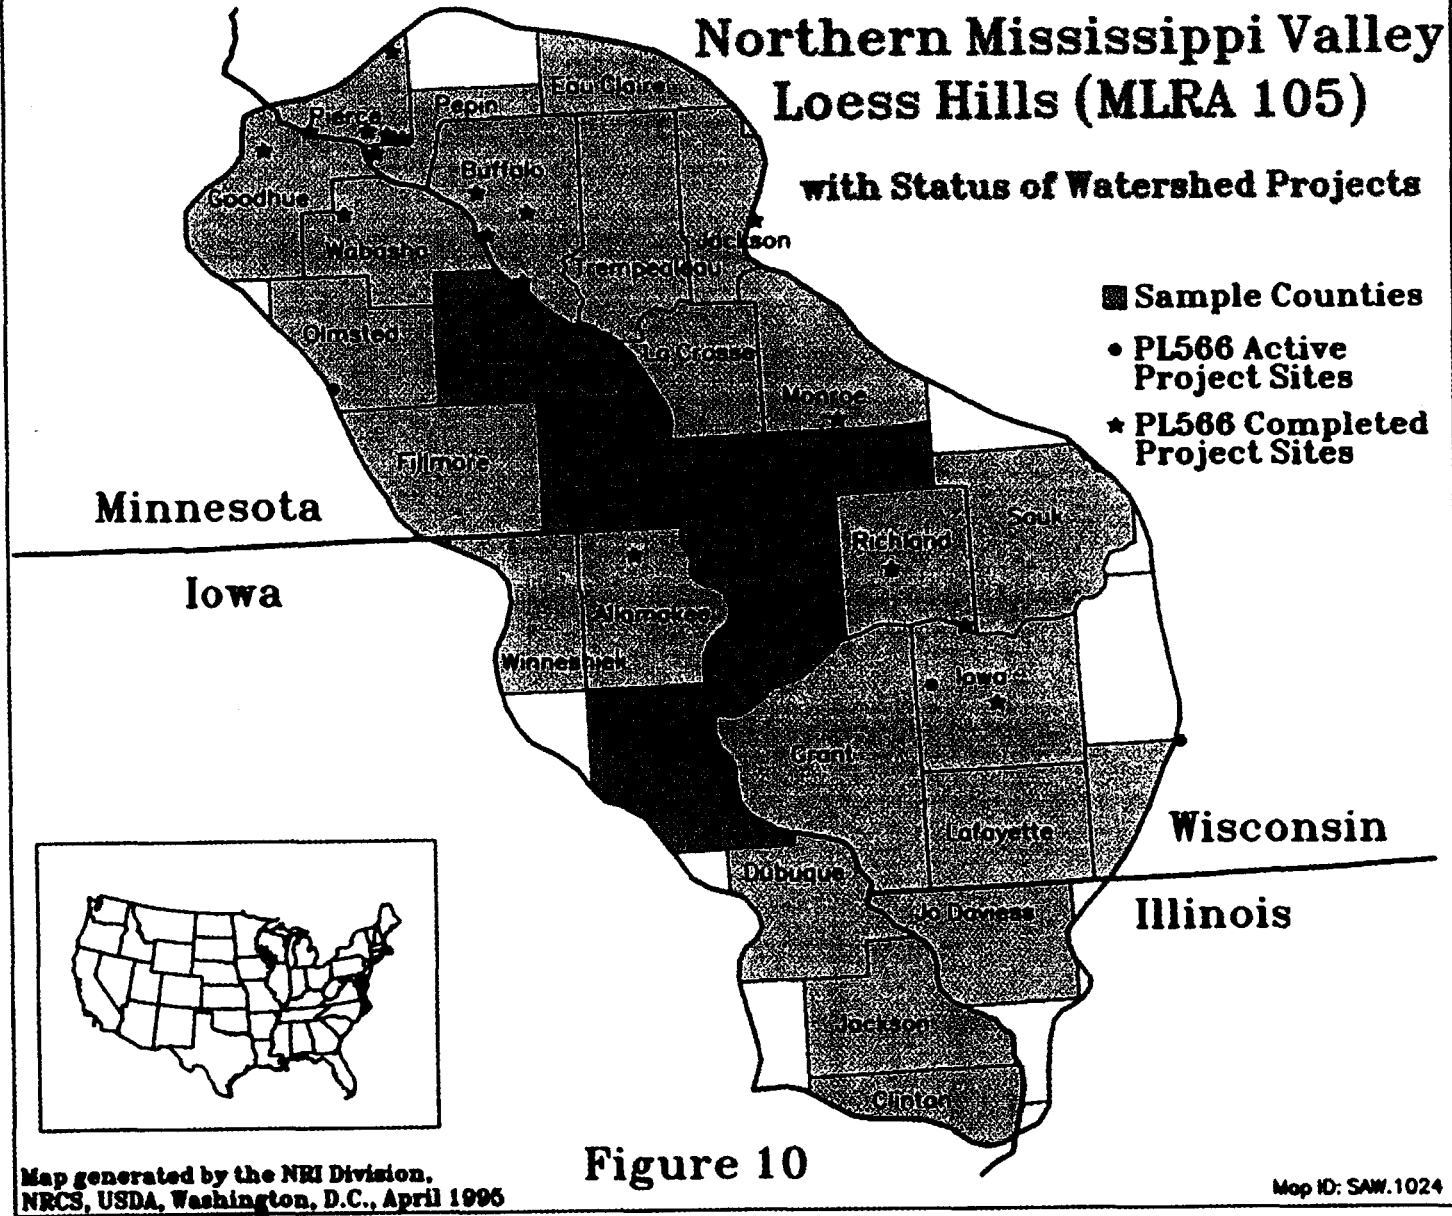 Northern Mississippi Valley
Loess Hills (MLRA 105)
with Status of Watershed Projects
Sample Counties
PL566 Active
Project Sites
PL566 Completed
Project Sites
Eau Claire
Pepin
Pierce
Buffalo
Goodhue
Wabasha
Jackson
Trempealeau
Olmsted
La Crosse
Monroe
Fillmore
Minnesota
Sauk
Richland
Iowa
Allamakee
Winneshiek
Iowa
Grant
Lafayette
Wisconsin
Dubuque
Jo Daviess
Illinois
Jackson
Clinton
Figure 10
Map generated by the NRI Division,
NRCS, USDA, Washington, D.C., April 1995
Map ID: SAW.1024